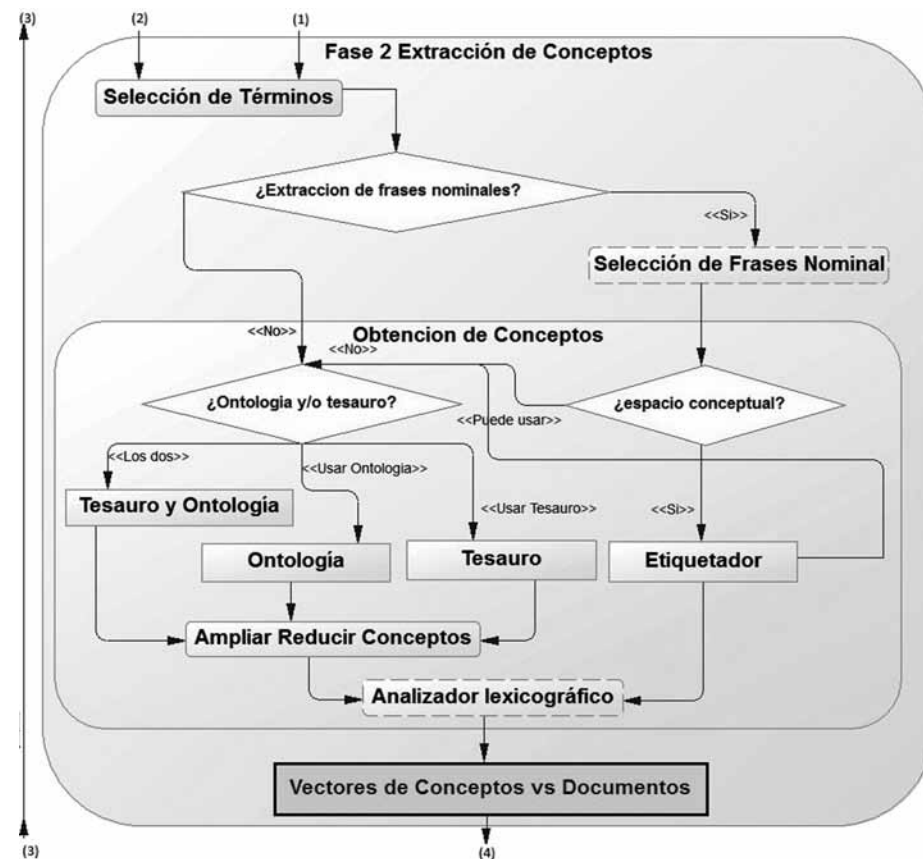 (3)
(2)
(1)
Fase 2 Extracción de Conceptos
Selección de Términos
¿Extraccion de frases nominales?
<<Si>>
Selección de Frases Nominal
<<No>>
Obtencion de Conceptos
<<No>>
¿Ontologia y/o tesauro?
<<Puede usar>>
¿espacio conceptual?
<<Los dos>>
<<Usar Ontologia>>
<<Usar Tesauro>>
<<Si>>
Tesauro y Ontología
Ontología
Tesauro
Etiquetador
Ampliar Reducir Conceptos
Analizador lexicográfico
Vectores de Conceptos vs Documentos
(3)
(4)